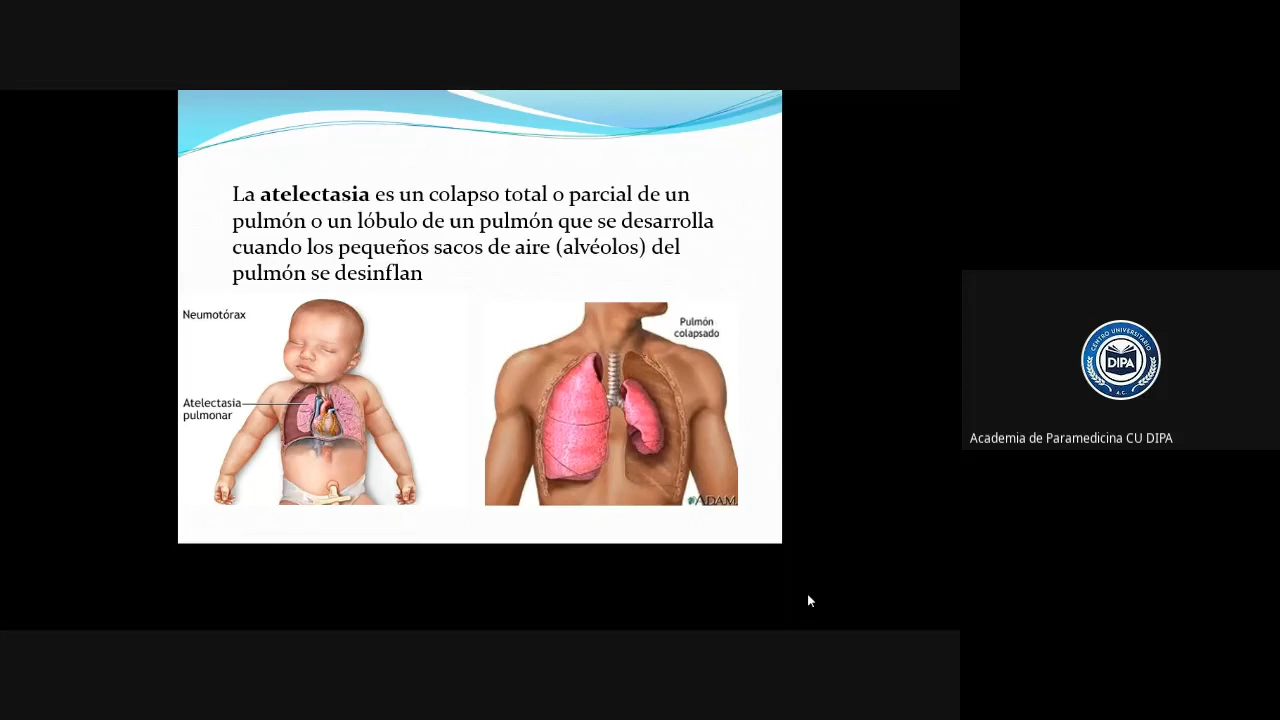 La atelectasia es un colapso total o parcial de un
pulmón o un lóbulo de un pulmón que se desarrolla
cuando los pequeños sacos de aire (alvéolos) del
pulmón se desinflan
Neumotórax
Atelectasia
pulmonar
Pulmón
colapsado
ADAM
CENTRO UNIVERSITARIO
DIPA
A.C.
Academia de Paramedicina CU DIPA